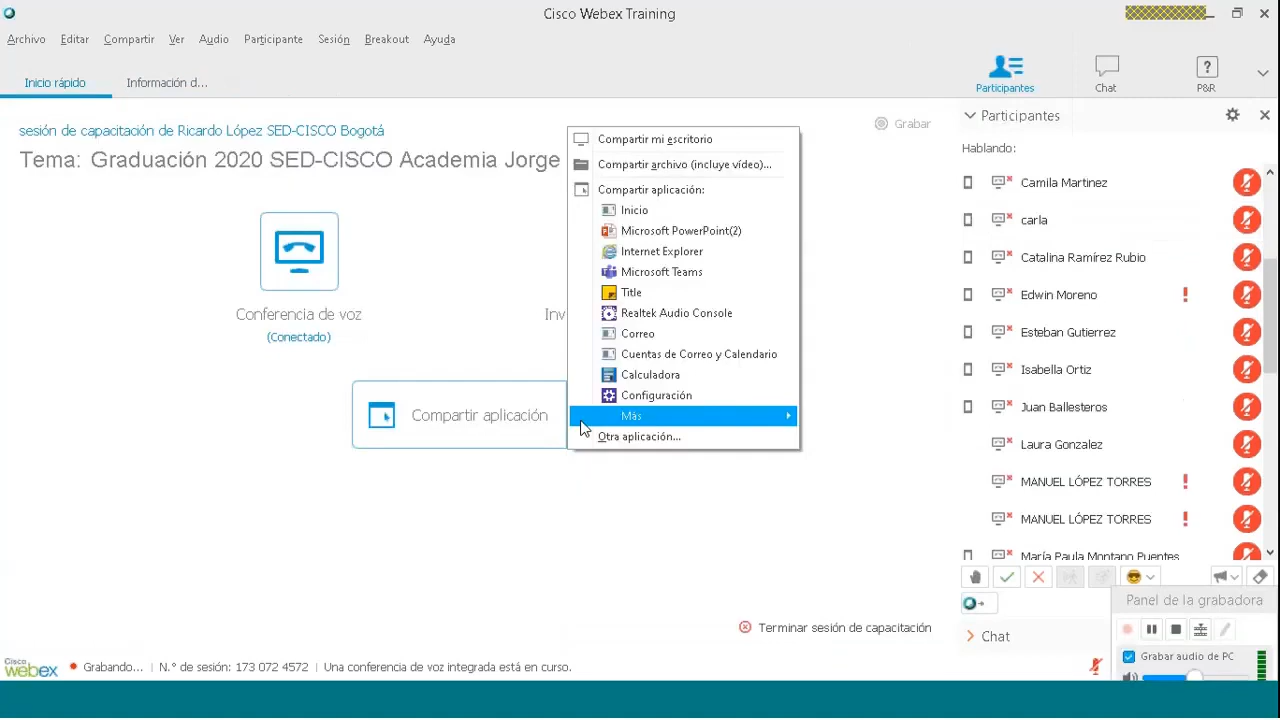 Cisco Webex Training
Archivo Editar Compartir Ver Audio Participante Sesión Breakout Ayuda
Inicio rápido Información d...
Participantes Chat P&R
sesión de capacitación de Ricardo López SED-CISCO Bogotá
Tema: Graduación 2020 SED-CISCO Academia Jorge
Grabar
Conferencia de voz
(Conectado)
Inv
Compartir aplicación
Compartir mi escritorio
Compartir archivo (incluye vídeo)...
Compartir aplicación:
Inicio
Microsoft PowerPoint(2)
Internet Explorer
Microsoft Teams
Title
Realtek Audio Console
Correo
Cuentas de Correo y Calendario
Calculadora
Configuración
Más
Otra aplicación...
Terminar sesión de capacitación
Participantes
Hablando:
Camila Martinez
carla
Catalina Ramírez Rubio
Edwin Moreno
Esteban Gutierrez
Isabella Ortiz
Juan Ballesteros
Laura Gonzalez
MANUEL LÓPEZ TORRES
MANUEL LÓPEZ TORRES
María Paula Montano Puentes
Panel de la grabadora
Chat
Grabar audio de PC
Cisco webex
Grabando... | N.° de sesión: 173 072 4572 | Una conferencia de voz integrada está en curso.